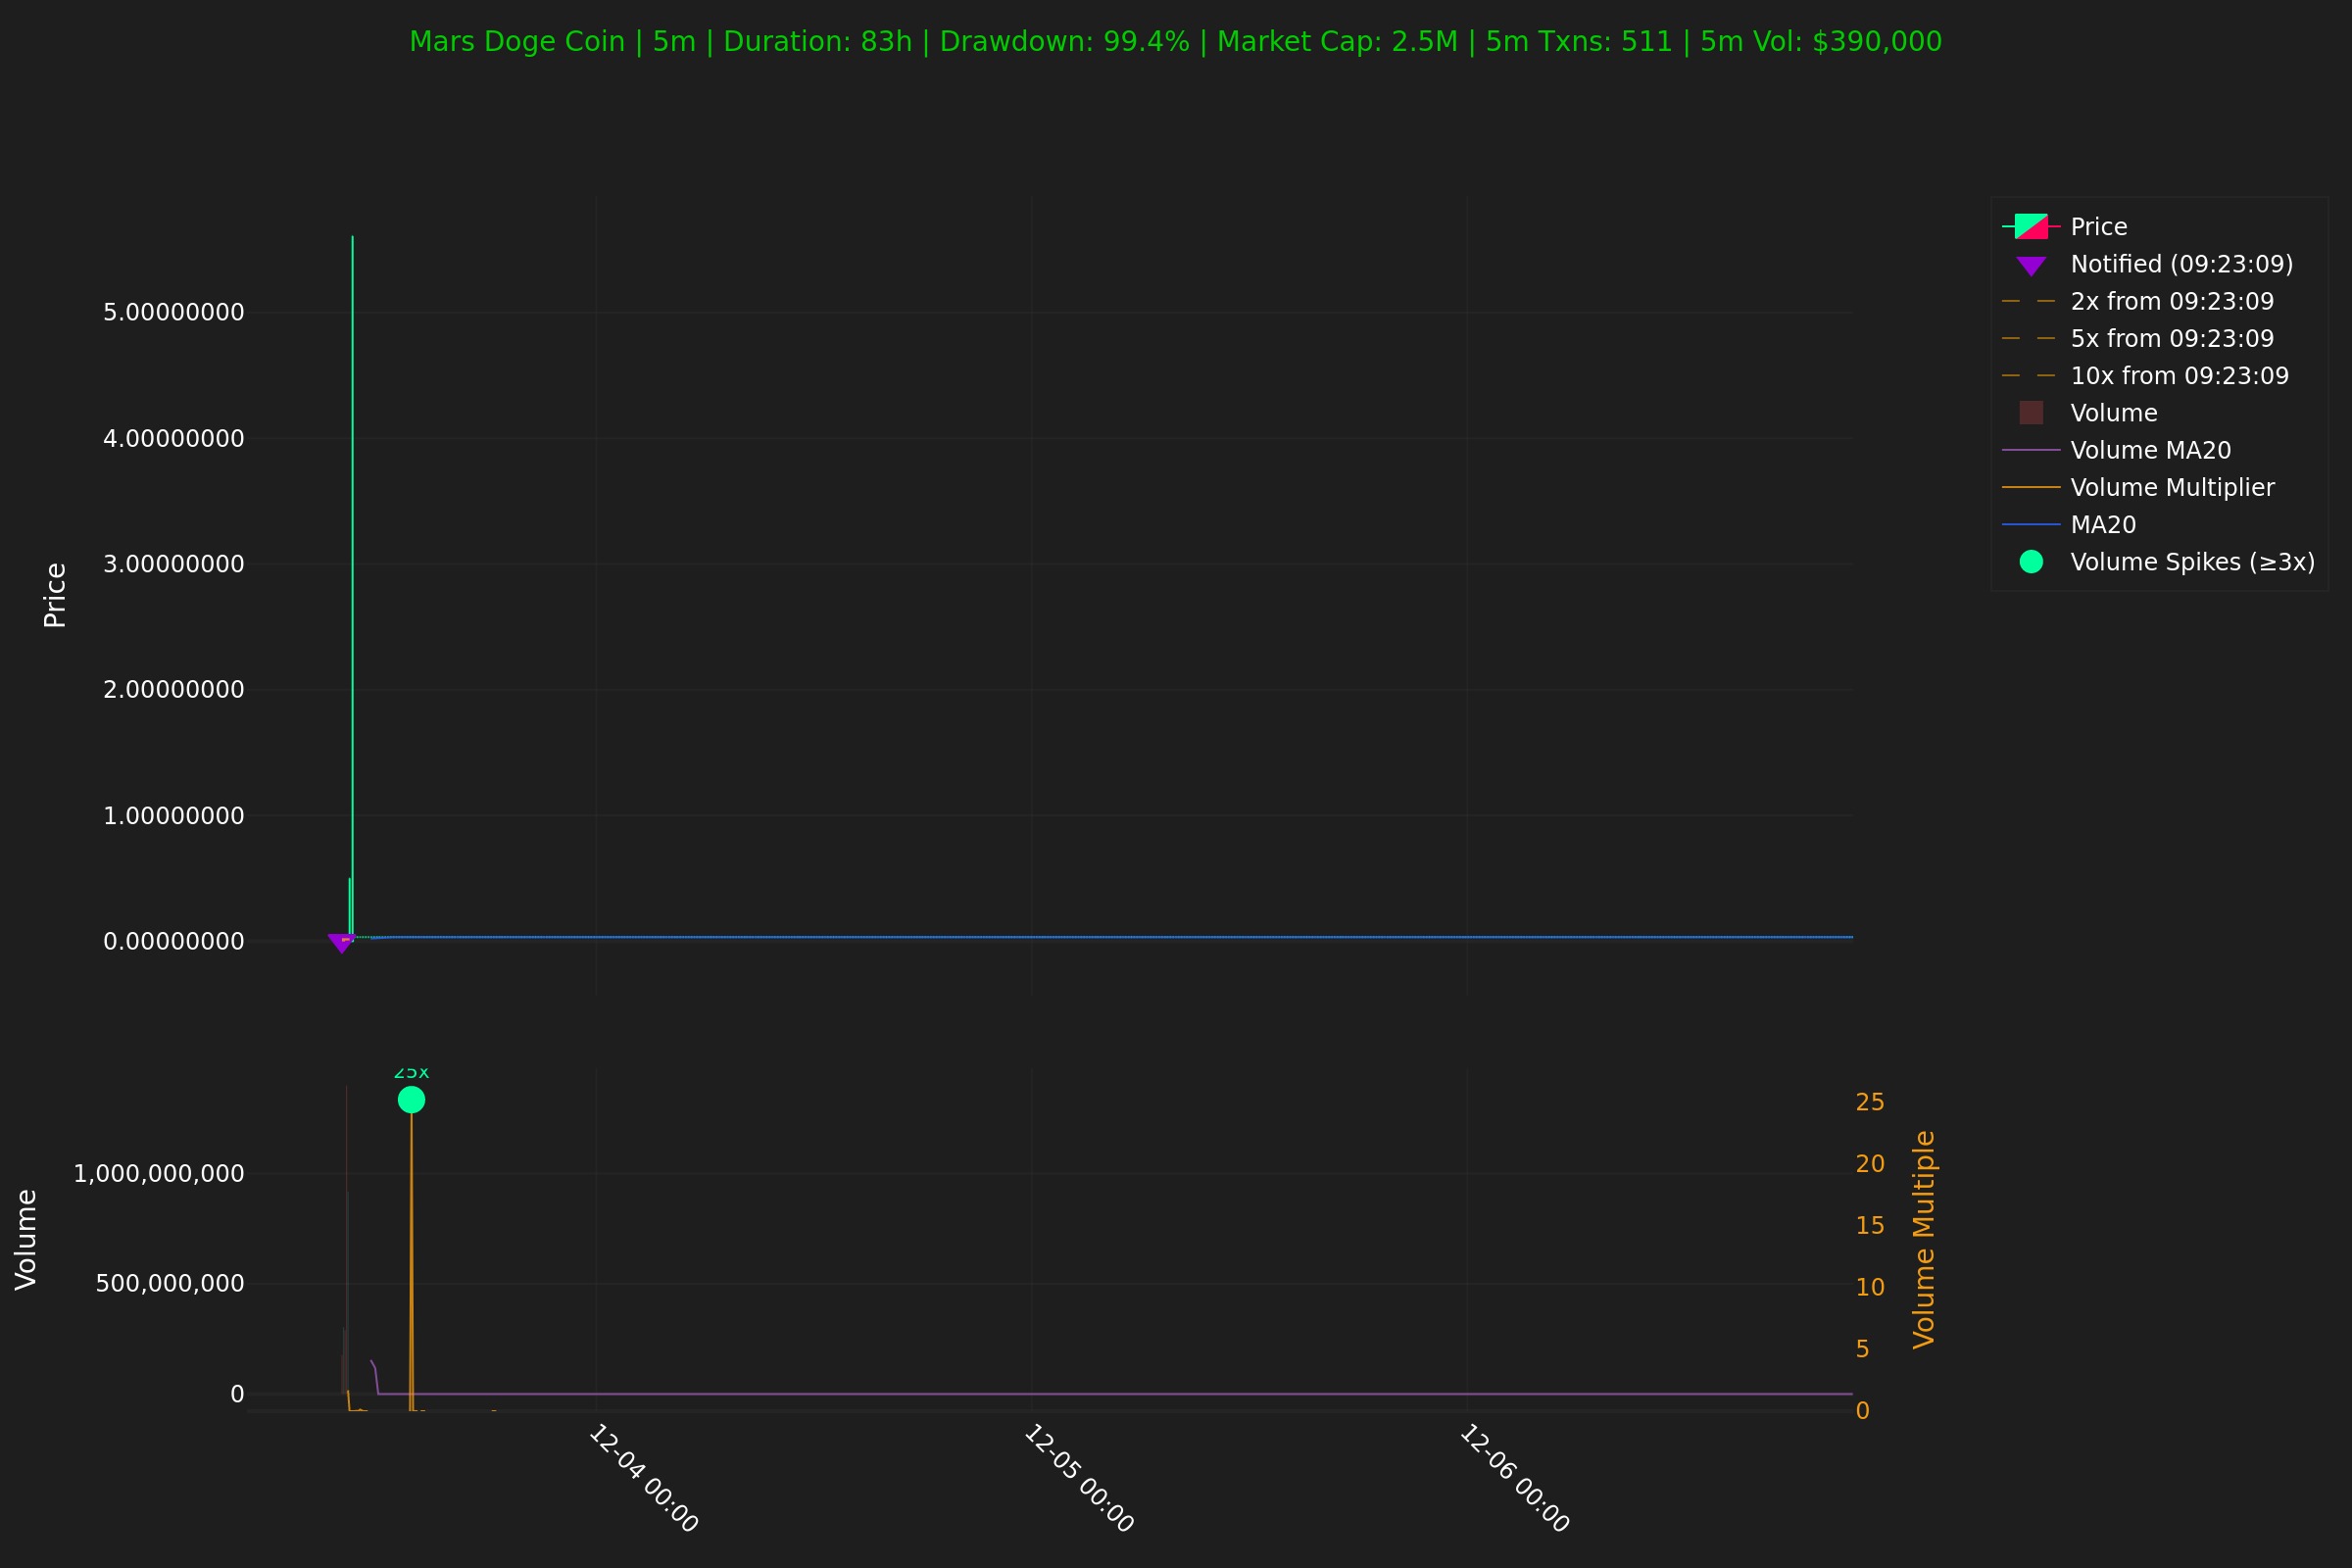 Mars Doge Coin | 5m | Duration: 83h | Drawdown: 99.4% | Market Cap: 2.5M | 5m Txns: 511 | 5m Vol: $390,000
Price
5.00000000
4.00000000
3.00000000
2.00000000
1.00000000
0.00000000
Price
Notified (09:23:09)
2x from 09:23:09
5x from 09:23:09
10x from 09:23:09
Volume
Volume MA20
Volume Multiplier
MA20
Volume Spikes (≥3x)
25x
Volume
1,000,000,000
500,000,000
0
25
20
15
10
5
0
Volume Multiple
12-04 00:00
12-05 00:00
12-06 00:00